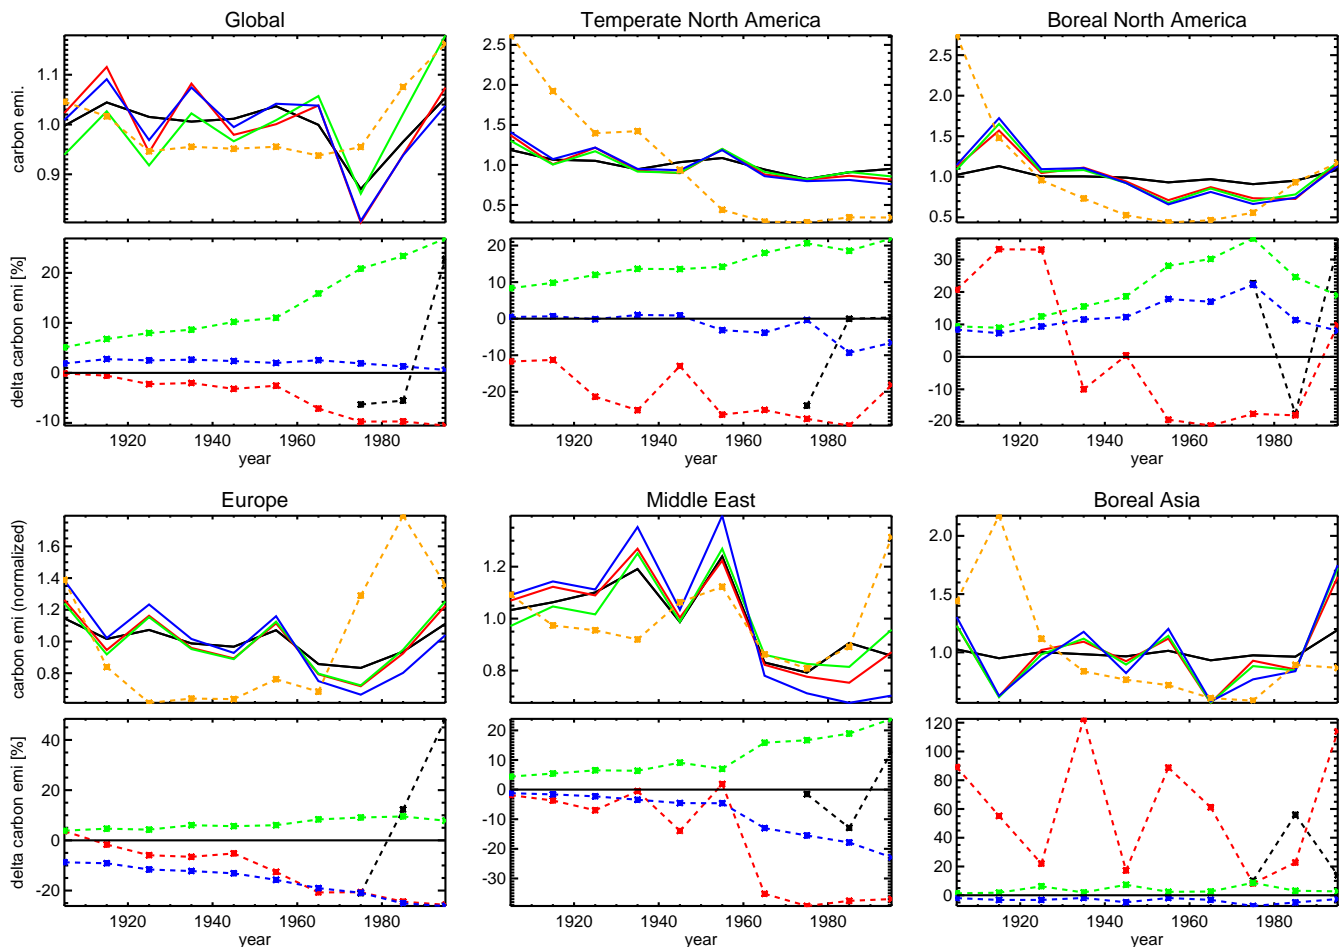 Global
Temperate North America
Boreal North America
carbon emi.
1.1
1.0
0.9
2.5
2.0
1.5
1.0
0.5
2.5
2.0
1.5
1.0
0.5
delta carbon emi [%]
20
10
0
-10
20
10
0
-10
-20
30
20
10
0
-10
-20
1920 1940 1960 1980
1920 1940 1960 1980
1920 1940 1960 1980
year
year
year
Europe
Middle East
Boreal Asia
carbon emi (normalized)
1.6
1.4
1.2
1.0
0.8
1.2
1.0
0.8
2.0
1.5
1.0
delta carbon emi [%]
40
20
0
-20
20
10
0
-10
-20
-30
120
100
80
60
40
20
0
1920 1940 1960 1980
1920 1940 1960 1980
1920 1940 1960 1980
year
year
year